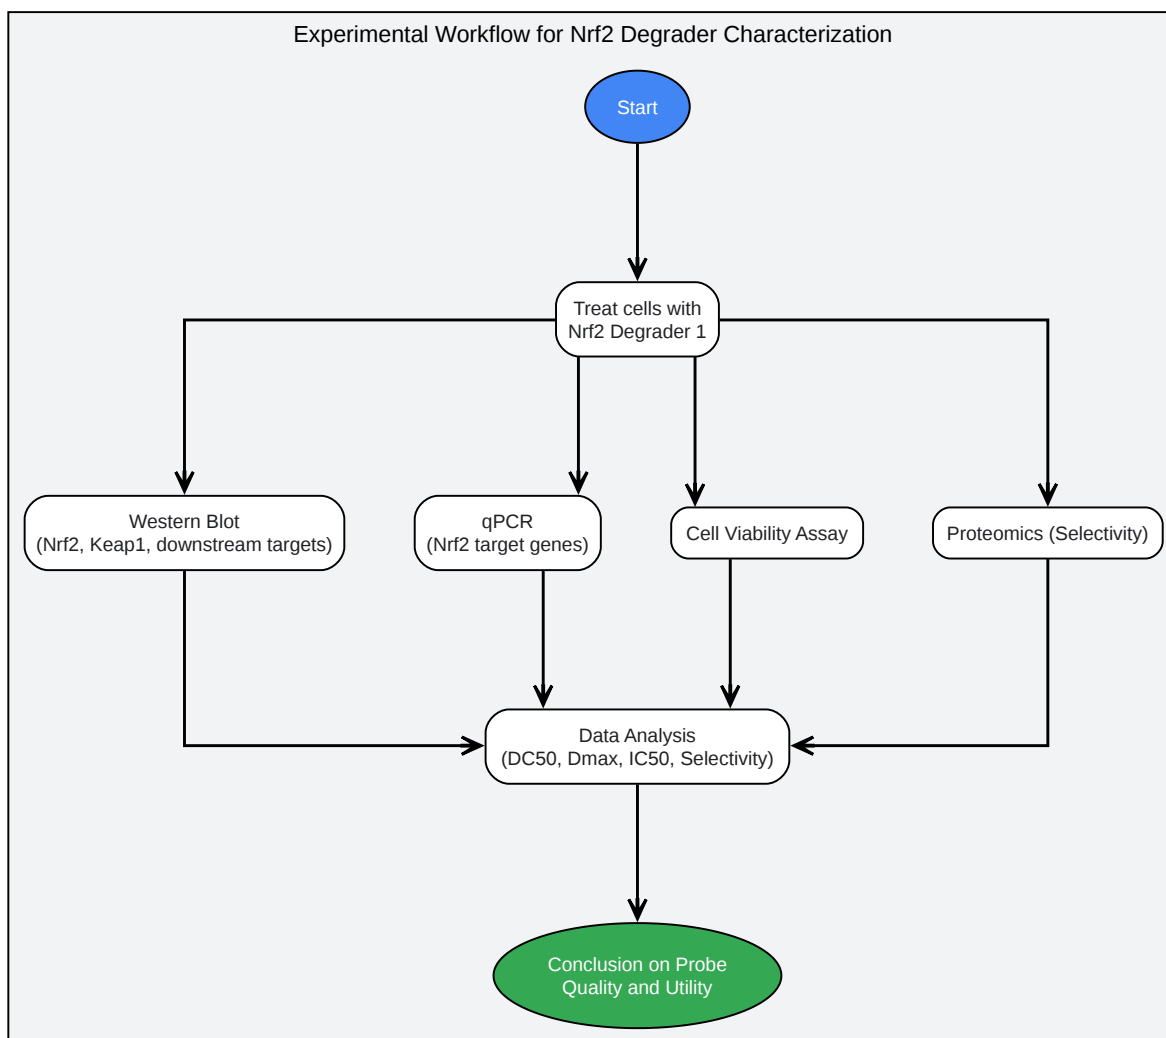 Experimental Workflow for Nrf2 Degrader Characterization
Start
Treat cells with
Nrf2 Degrader 1
Western Blot
(Nrf2, Keap1, downstream targets)
qPCR
(Nrf2 target genes)
Cell Viability Assay
Proteomics (Selectivity)
Data Analysis
(DC50, Dmax, IC50, Selectivity)
Conclusion on Probe
Quality and Utility